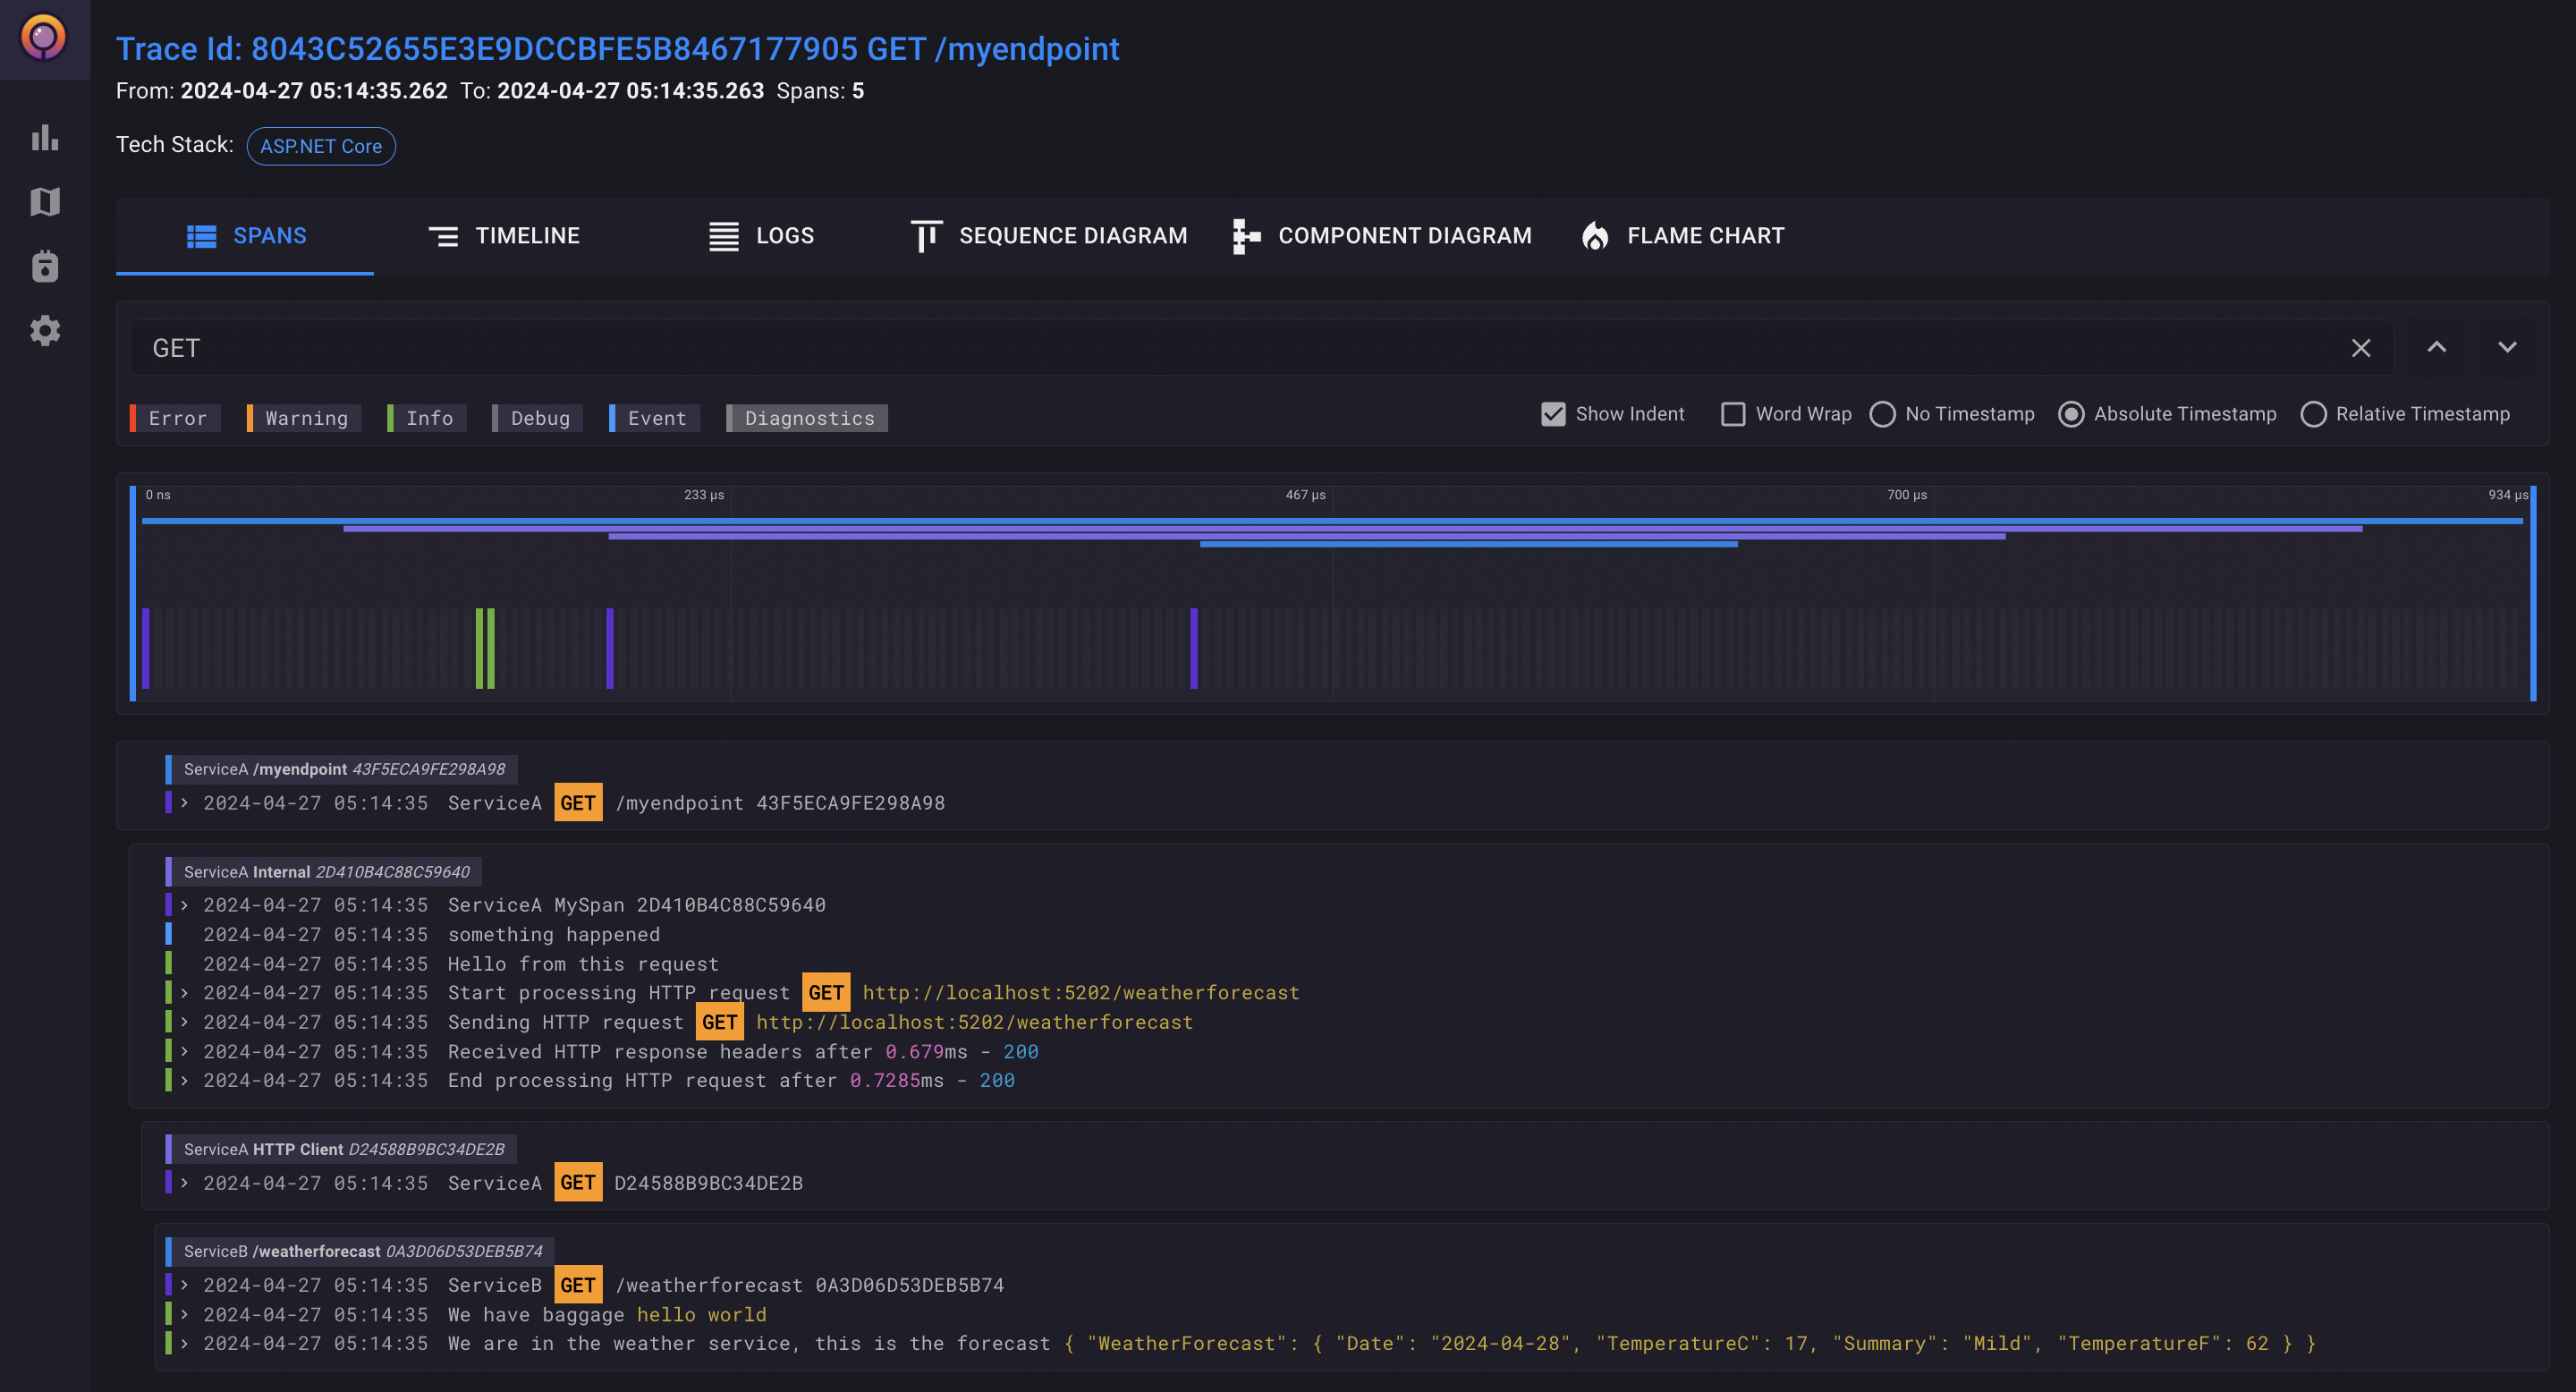 Trace Id: 8043C52655E3E9DCCBFE5B8467177905 GET /myendpoint
From: 2024-04-27 05:14:35.262 To: 2024-04-27 05:14:35.263 Spans: 5
Tech Stack: ASP.NET Core
SPANS TIMELINE LOGS SEQUENCE DIAGRAM COMPONENT DIAGRAM FLAME CHART
GET
Error Warning Info Debug Event Diagnostics Show Indent Word Wrap No Timestamp Absolute Timestamp Relative Timestamp
0 ns 233 µs 467 µs 700 µs 934 µs
ServiceA /myendpoint 43F5ECA9FE298A98
2024-04-27 05:14:35 ServiceA GET /myendpoint 43F5ECA9FE298A98
ServiceA Internal 2D410B4C88C59640
2024-04-27 05:14:35 ServiceA MySpan 2D410B4C88C59640
2024-04-27 05:14:35 something happened
2024-04-27 05:14:35 Hello from this request
2024-04-27 05:14:35 Start processing HTTP request GET http://localhost:5202/weatherforecast
2024-04-27 05:14:35 Sending HTTP request GET http://localhost:5202/weatherforecast
2024-04-27 05:14:35 Received HTTP response headers after 0.679ms - 200
2024-04-27 05:14:35 End processing HTTP request after 0.7285ms - 200
ServiceA HTTP Client D24588B9BC34DE2B
2024-04-27 05:14:35 ServiceA GET D24588B9BC34DE2B
ServiceB /weatherforecast 0A3D06D53DEB5B74
2024-04-27 05:14:35 ServiceB GET /weatherforecast 0A3D06D53DEB5B74
2024-04-27 05:14:35 We have baggage hello world
2024-04-27 05:14:35 We are in the weather service, this is the forecast { "WeatherForecast": { "Date": "2024-04-28", "TemperatureC": 17, "Summary": "Mild", "TemperatureF": 62 } }